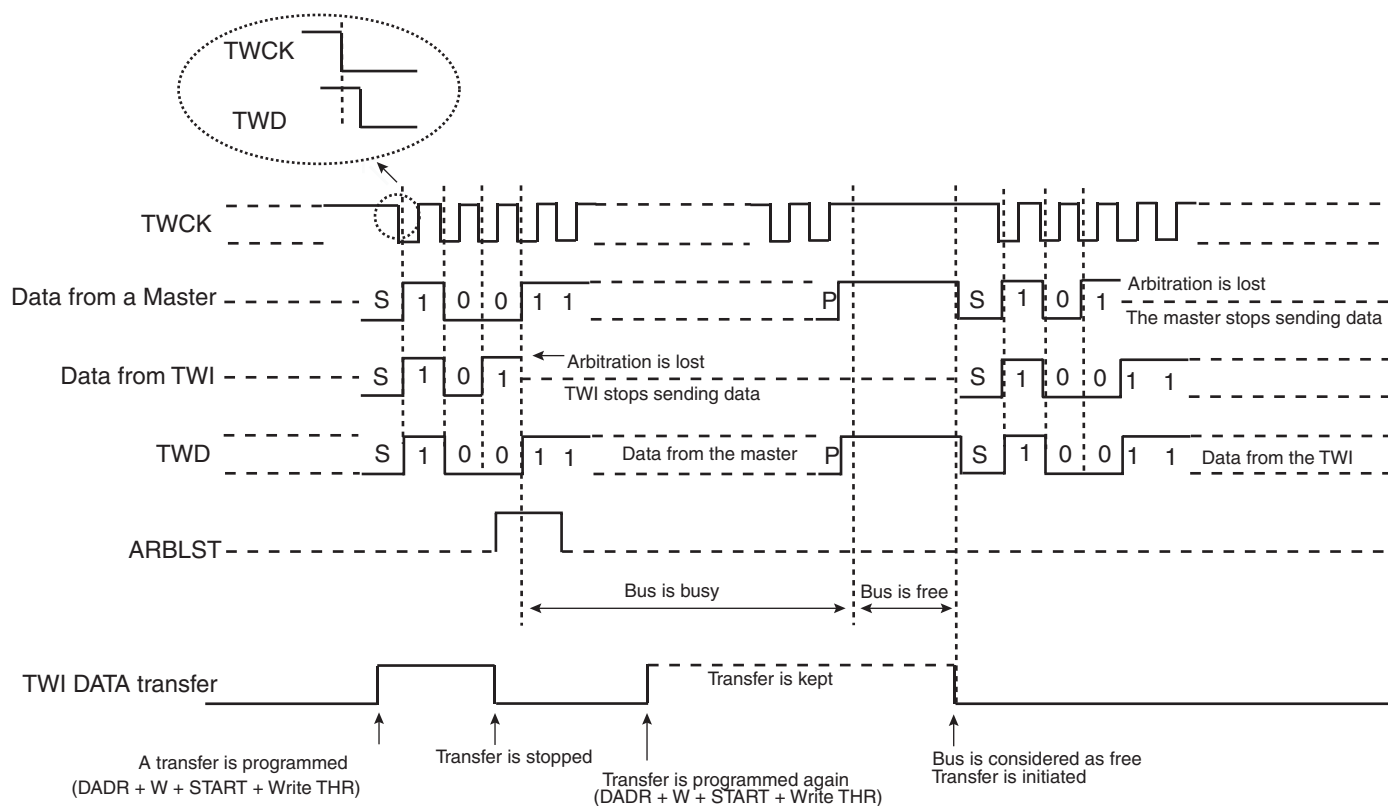 TWCK
TWD
TWCK
Data from a Master
S 1 0 0 1 1
P
S 1 0 1
Arbitration is lost
The master stops sending data
Data from TWI
S 1 0 1
Arbitration is lost
TWI stops sending data
S 1 0 0 1 1
TWD
S 1 0 0 1 1
Data from the master
P
S 1 0 0 1 1
Data from the TWI
ARBLST
Bus is busy
Bus is free
TWI DATA transfer
Transfer is kept
A transfer is programmed
(DADR + W + START + Write THR)
Transfer is stopped
Transfer is programmed again
(DADR + W + START + Write THR)
Bus is considered as free
Transfer is initiated